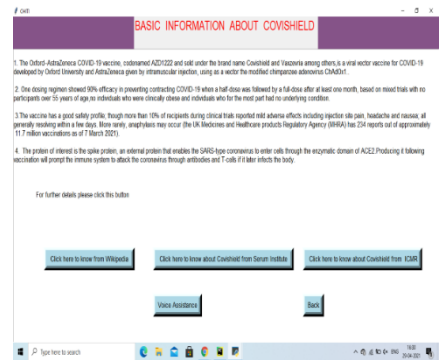 BASIC INFORMATION ABOUT COVISHIELD
1. The Oxford-AstraZeneca COVID-19 vaccine, codenamed AZD1222 and sold under the brand name Covishield and Vaxzevria among others,is a viral vector vaccine for COVID-19
developed by Oxford University and AstraZeneca given by intramuscular injection, using as a vector the modified chimpanzee adenovirus ChAdOx1.
2. One dosing regimen showed 90% efficacy in preventing contracting COVID-19 when a half-dose was followed by a full-dose after at least one month, based on mixed trials with no
participants over 55 years of age,no individuals who were clinically obese and individuals who for the most part had no underlying condition.
3.The vaccine has a good safety profile, though more than 10% of recipients during clinical trials reported mild adverse effects including injection site pain, headache and nausea, all
generally resolving within a few days. More rarely, anaphylaxis may occur (the UK Medicines and Healthcare products Regulatory Agency (MHRA) has 234 reports out of approximately
11.7 million vaccinations as of 7 March 2021).
4. The protein of interest is the spike protein, an external protein that enables the SARS-type coronavirus to enter cells through the enzymatic domain of ACE2.Producing it following
vaccination will prompt the immune system to attack the coronavirus through antibodies and T-cells if it later infects the body.
For further details please click this button
Click here to know from Wikipedia
Click here to know about Covishield from Serum Institute
Click here to know about Covishield from ICMR
Voice Assistance
Back
Type here to search
ENG